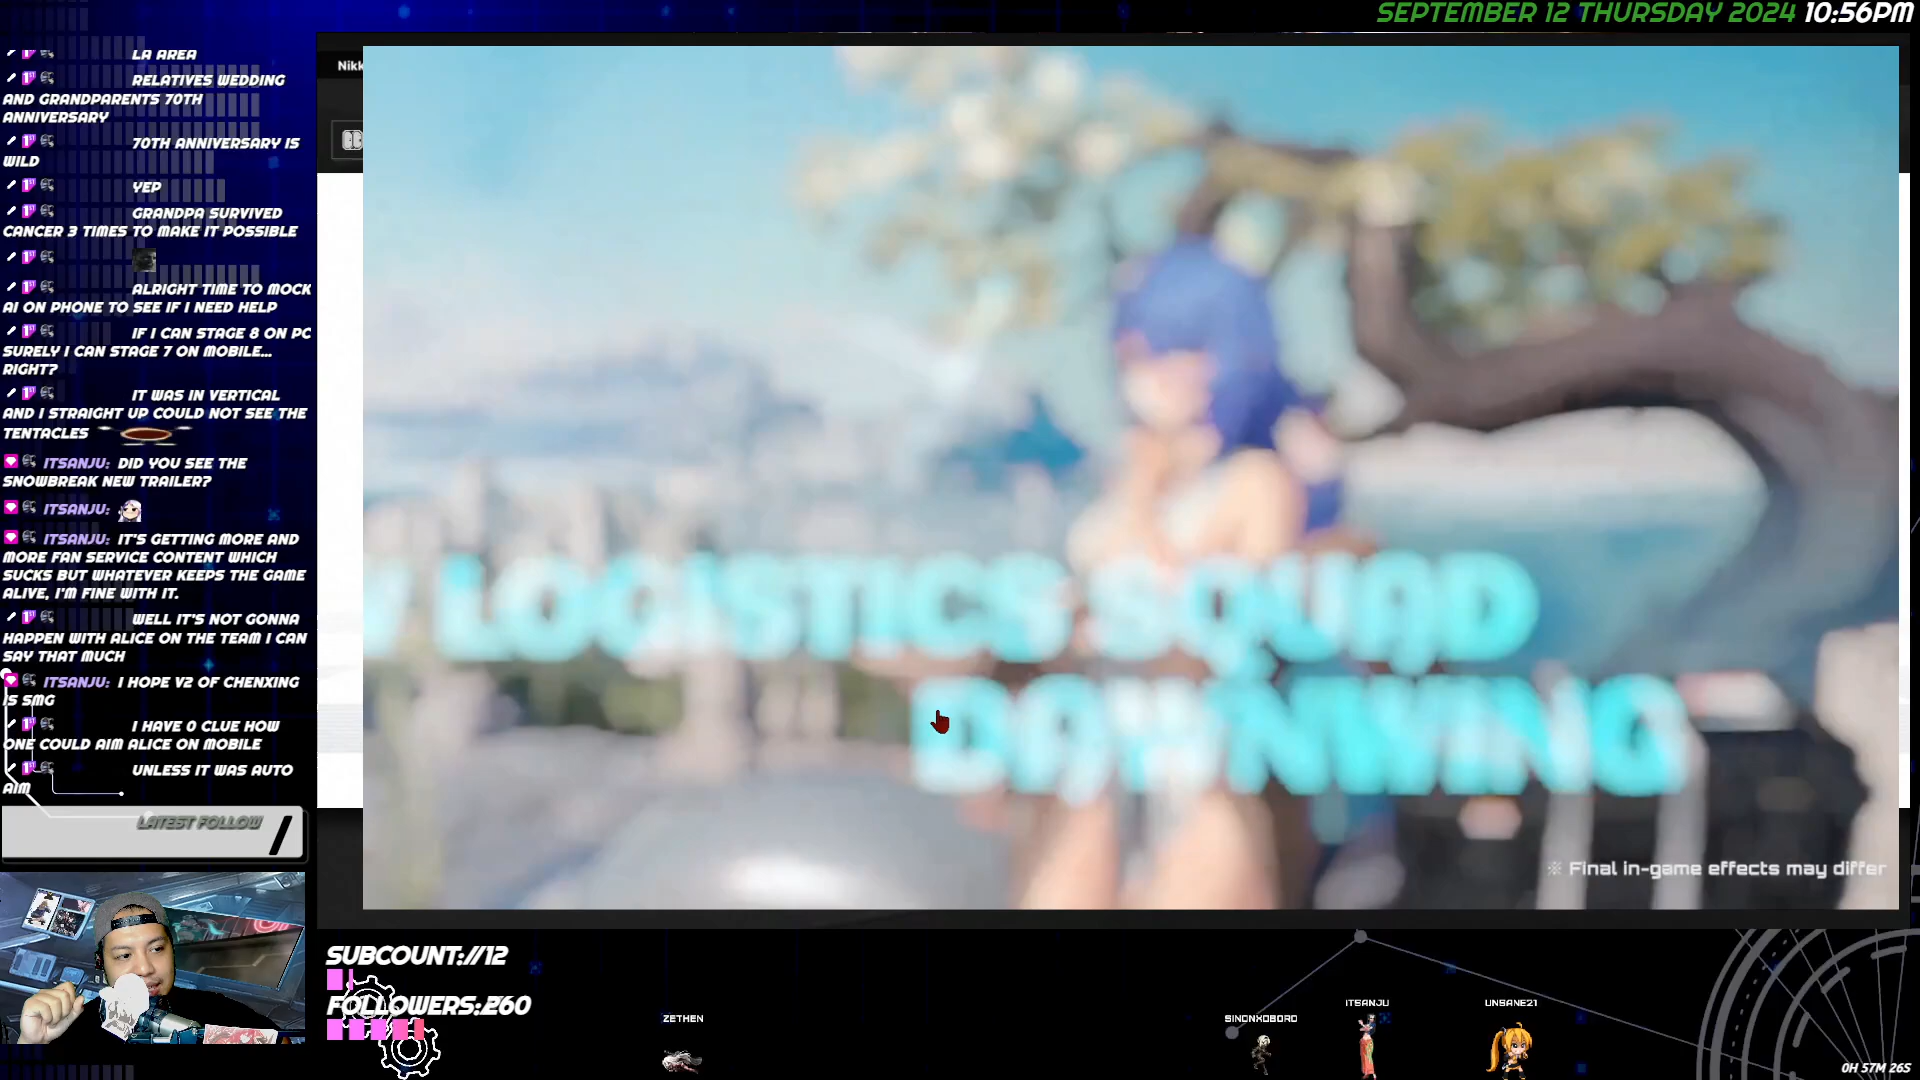 SEPTEMBER 12 THURSDAY 2024 10:56PM
LA AREA
RELATIVES WEDDING
AND GRANDPARENTS 70TH
ANNIVERSARY
70TH ANNIVERSARY IS
WILD
YEP
GRANDPA SURVIVED
CANCER 3 TIMES TO MAKE IT POSSIBLE
ALRIGHT TIME TO MOCK
AI ON PHONE TO SEE IF I NEED HELP
IF I CAN STAGE 8 ON PC
SURELY I CAN STAGE 7 ON MOBILE...
RIGHT?
IT WAS IN VERTICAL
AND I STRAIGHT UP COULD NOT SEE THE
TENTACLES
ITSANJU: DID YOU SEE THE
SNOWBREAK NEW TRAILER?
ITSANJU:
ITSANJU: IT'S GETTING MORE AND
MORE FAN SERVICE CONTENT WHICH
SUCKS BUT WHATEVER KEEPS THE GAME
ALIVE, I'M FINE WITH IT.
WELL IT'S NOT GONNA
HAPPEN WITH ALICE ON THE TEAM I CAN
SAY THAT MUCH
ITSANJU: I HOPE V2 OF CHENXING
IS SMG
I HAVE 0 CLUE HOW
ONE COULD AIM ALICE ON MOBILE
UNLESS IT WAS AUTO
AIM
LATEST FOLLOW
Nikk
LOGISTICS SQUAD
DAWNWING
※ Final in-game effects may differ
SUBCOUNT://12
FOLLOWERS:
ZETHEN
SINONXOBORO
ITSANJU
UNSANE21
0H 57M 26S